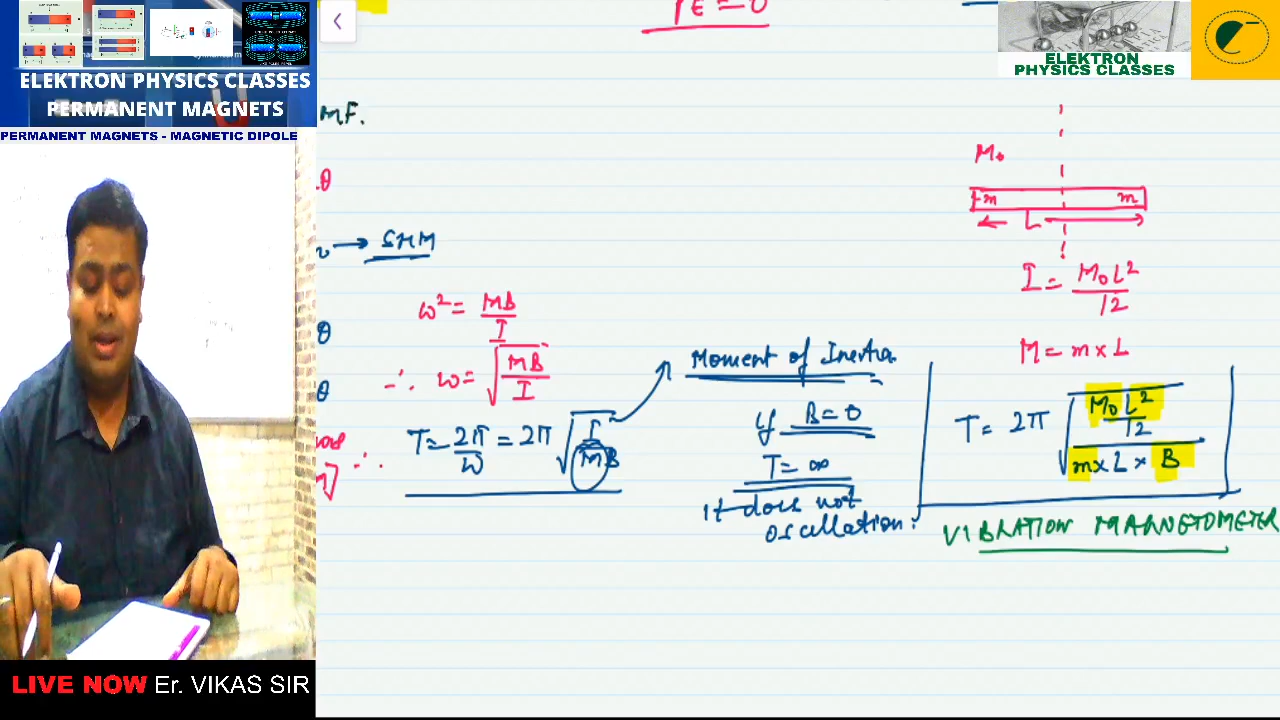 PE=0
ELEKTRON
PHYSICS CLASSES
ELEKTRON PHYSICS CLASSES
PERMANENT MAGNETS
PERMANENT MAGNETS - MAGNETIC DIPOLE
MF.
θ
→ SHM
θ
θ
ω² = MB/I
∴ ω = √(MB/I)
∴ T = 2π/ω = 2π √(I/MB)
Moment of Inertia
If B=0
T=∞
it does not
oscillation.
M₀
+m m
L
I = M₀L²/12
M = m×L
T = 2π √((M₀L²/12)/(m×L×B))
VIBRATION MAGNETOMETER
LIVE NOW Er. VIKAS SIR